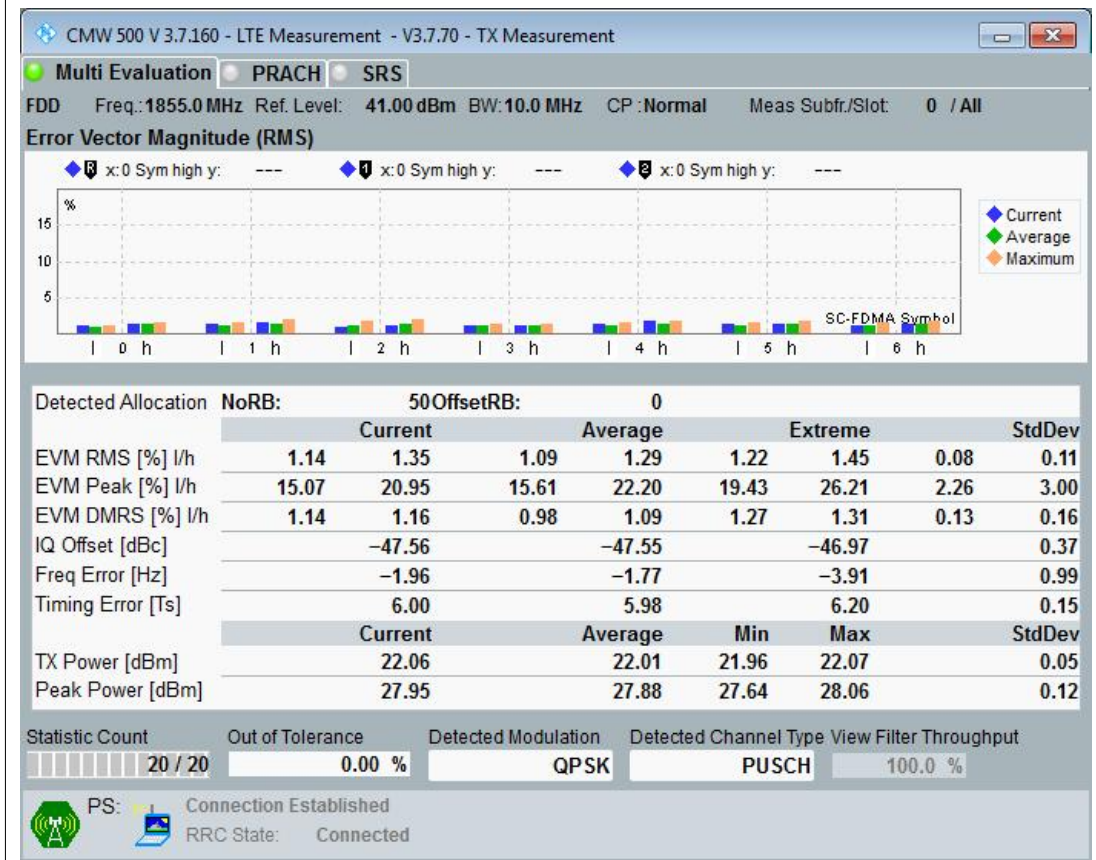 CMW 500 V 3.7.160 - LTE Measurement - V3.7.70 - TX Measurement
Multi Evaluation PRACH SRS
FDD Freq.: 1855.0 MHz Ref. Level: 41.00 dBm BW: 10.0 MHz CP : Normal Meas Subfr./Slot: 0 / All
Error Vector Magnitude (RMS)
R x: 0 Sym high y: --- 1 x: 0 Sym high y: --- 2 x: 0 Sym high y: ---
%
15
10
5
Current
Average
Maximum
SC-FDMA Symbol
l 0 h l 1 h l 2 h l 3 h l 4 h l 5 h l 6 h
Detected Allocation NoRB: 50 OffsetRB: 0
Current Average Extreme StdDev
EVM RMS [%] l/h 1.14 1.35 1.09 1.29 1.22 1.45 0.08 0.11
EVM Peak [%] l/h 15.07 20.95 15.61 22.20 19.43 26.21 2.26 3.00
EVM DMRS [%] l/h 1.14 1.16 0.98 1.09 1.27 1.31 0.13 0.16
IQ Offset [dBc] −47.56 −47.55 −46.97 0.37
Freq Error [Hz] −1.96 −1.77 −3.91 0.99
Timing Error [Ts] 6.00 5.98 6.20 0.15
Current Average Min Max StdDev
TX Power [dBm] 22.06 22.01 21.96 22.07 0.05
Peak Power [dBm] 27.95 27.88 27.64 28.06 0.12
Statistic Count Out of Tolerance Detected Modulation Detected Channel Type View Filter Throughput
20 / 20 0.00 % QPSK PUSCH 100.0 %
PS: Connection Established
RRC State: Connected